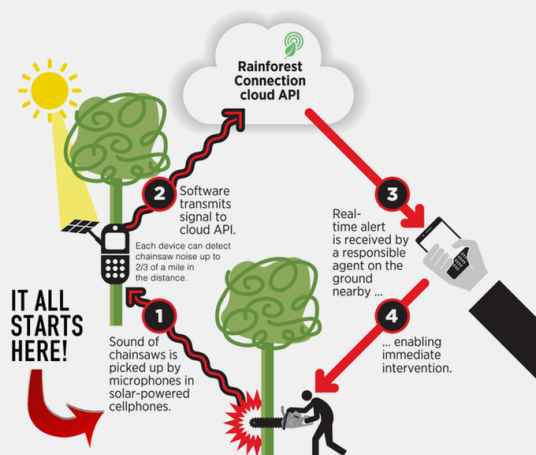 Rainforest
Connection
cloud API
2
Software
transmits
signal to
cloud API.
Each device can detect
chainsaw noise up to
2/3 of a mile in
the distance.
3
Real-
time alert
is received by
a responsible
agent on the
ground
nearby ...
IT ALL
STARTS
HERE!
1
Sound of
chainsaws is
picked up by
microphones in
solar-powered
cellphones.
4
... enabling
immediate
intervention.